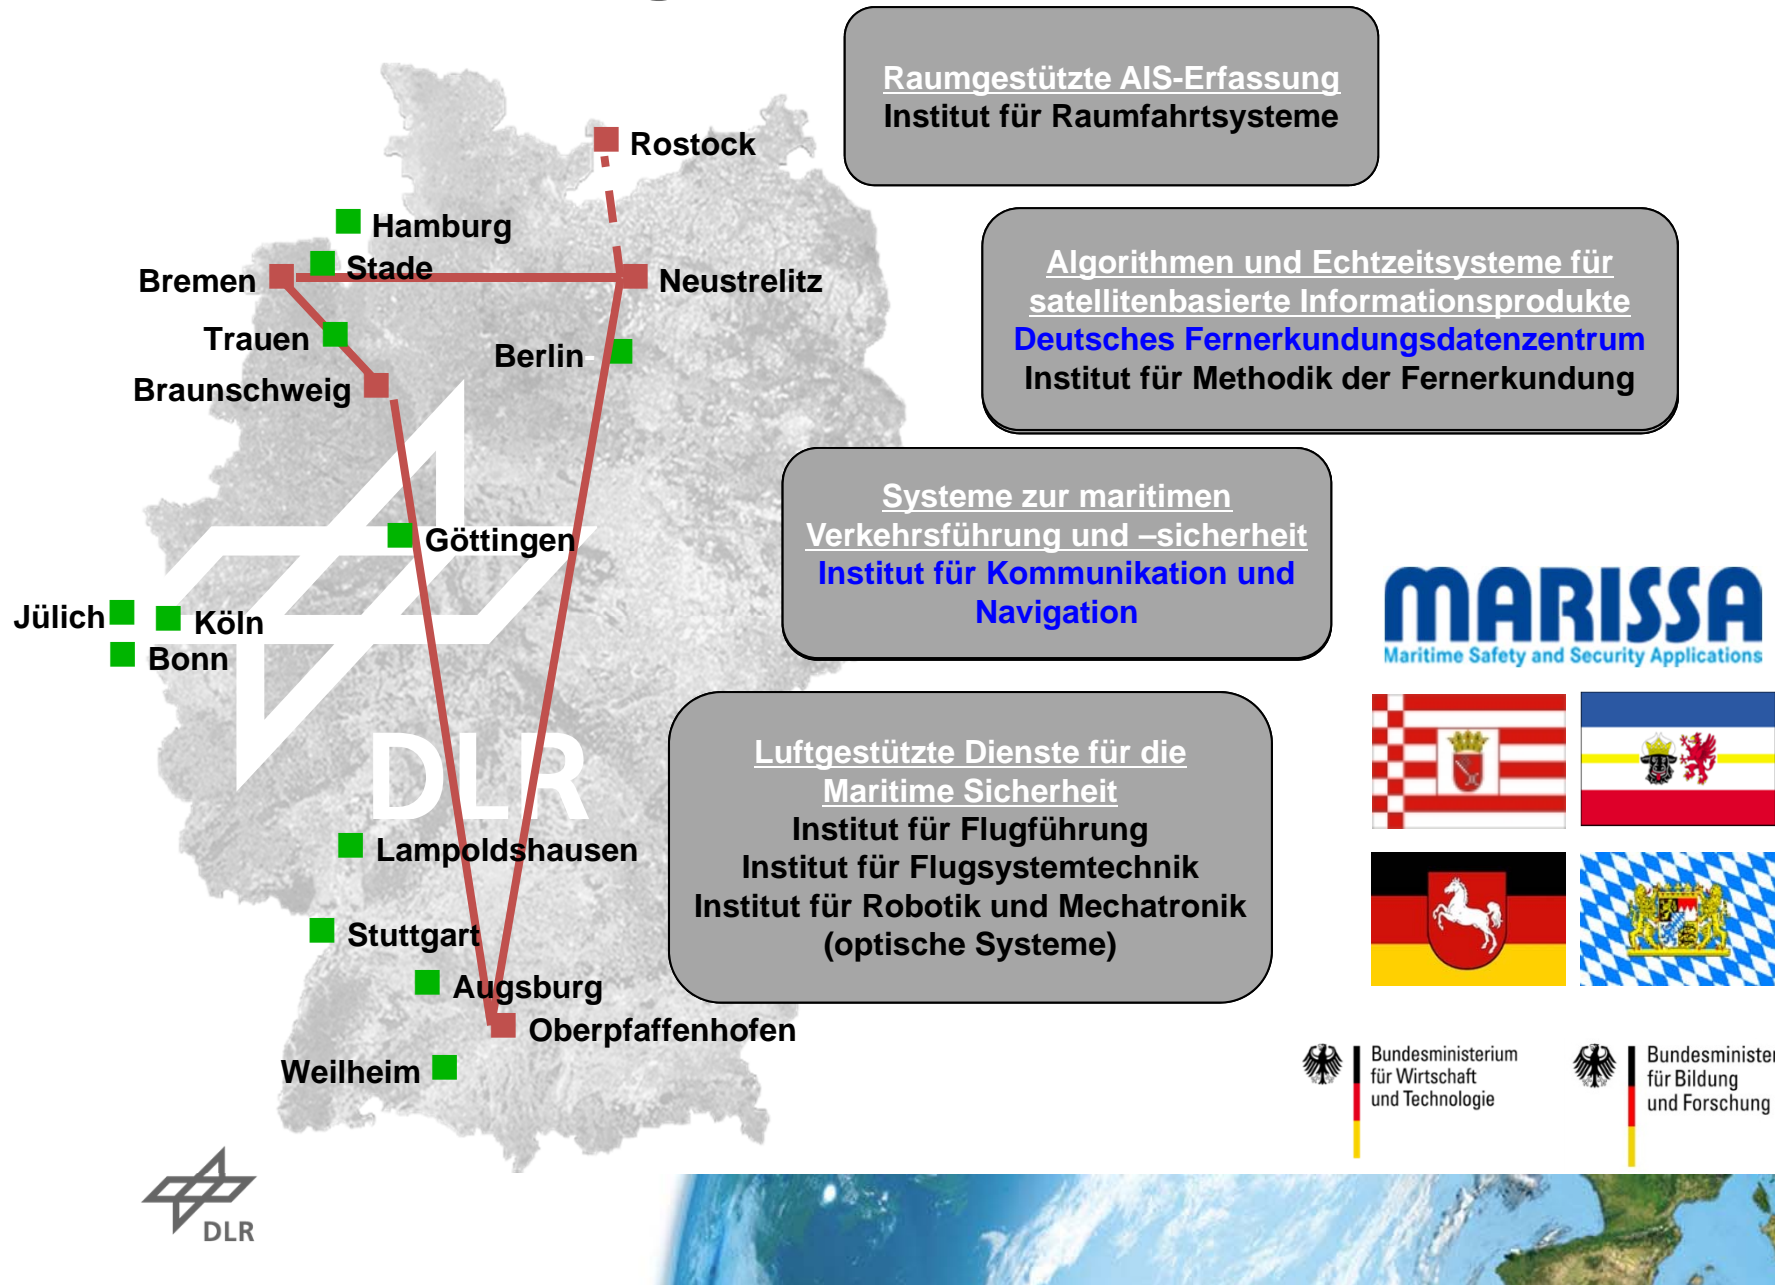 Raumgestützte AIS-Erfassung
Institut für Raumfahrtsysteme
Rostock
Hamburg
Stade
Bremen
Neustrelitz
Trauen
Berlin
Braunschweig
Algorithmen und Echtzeitsysteme für
satellitenbasierte Informationsprodukte
Deutsches Fernerkundungsdatenzentrum
Institut für Methodik der Fernerkundung
Systeme zur maritimen
Verkehrsführung und –sicherheit
Institut für Kommunikation und
Navigation
Göttingen
Jülich
Köln
Bonn
MARISSA
Maritime Safety and Security Applications
DLR
Luftgestützte Dienste für die
Maritime Sicherheit
Institut für Flugführung
Institut für Flugsystemtechnik
Institut für Robotik und Mechatronik
(optische Systeme)
Lampoldshausen
Stuttgart
Augsburg
Oberpfaffenhofen
Weilheim
Bundesministerium
für Wirtschaft
und Technologie
Bundesminister
für Bildung
und Forschung
DLR